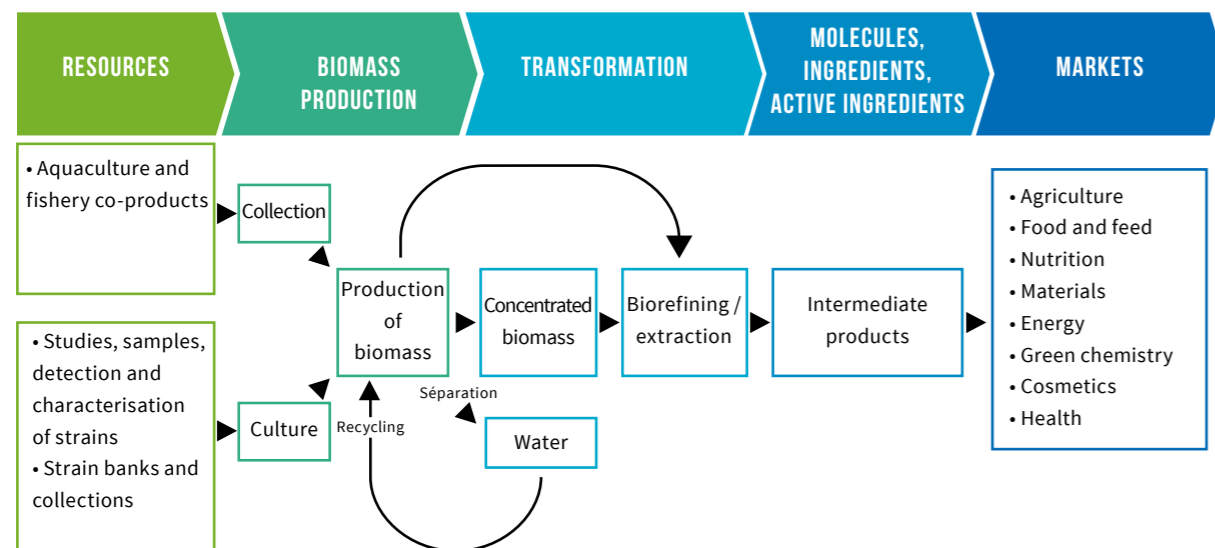 RESOURCES
BIOMASS
PRODUCTION
TRANSFORMATION
MOLECULES,
INGREDIENTS,
ACTIVE INGREDIENTS
MARKETS
• Aquaculture and
fishery co-products
Collection
Production
of
biomass
Concentrated
biomass
Biorefining /
extraction
Intermediate
products
• Agriculture
• Food and feed
• Nutrition
• Materials
• Energy
• Green chemistry
• Cosmetics
• Health
• Studies, samples,
detection and
characterisation
of strains
• Strain banks and
collections
Culture
Recycling
Séparation
Water